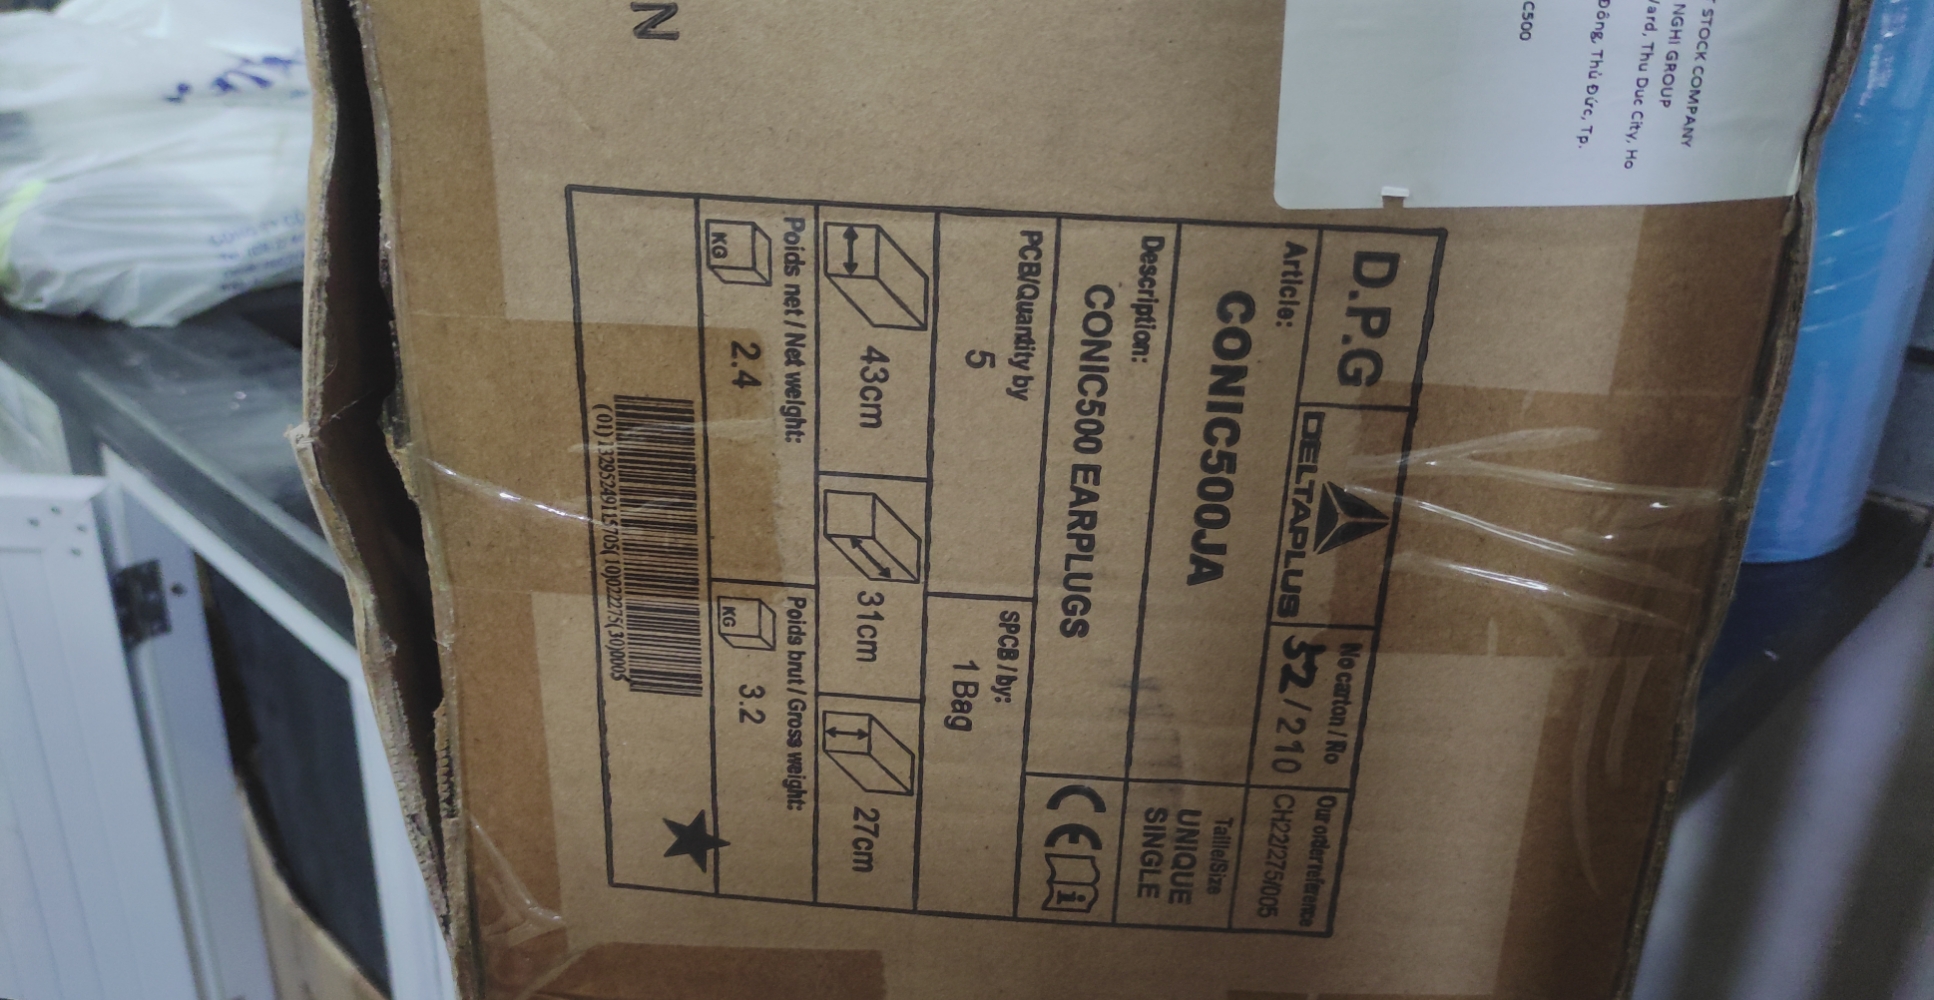 T STOCK COMPANY
NGHI GROUP
Ward, Thu Duc City, Ho
Đông, Thủ Đức, Tp.
C500
N
D.P.G
DELTAPLUS
No carton / No
32 / 210
Our order reference
CH22/275/005
Article:
CONIC500JA
Taille/Size
UNIQUE
SINGLE
Description:
CONIC500 EARPLUGS
CE
i
PCB/Quantity by
5
SPCB / by:
1 Bag
43cm
31cm
27cm
Poids net / Net weight:
KG
2.4
Poids brut / Gross weight:
KG
3.2